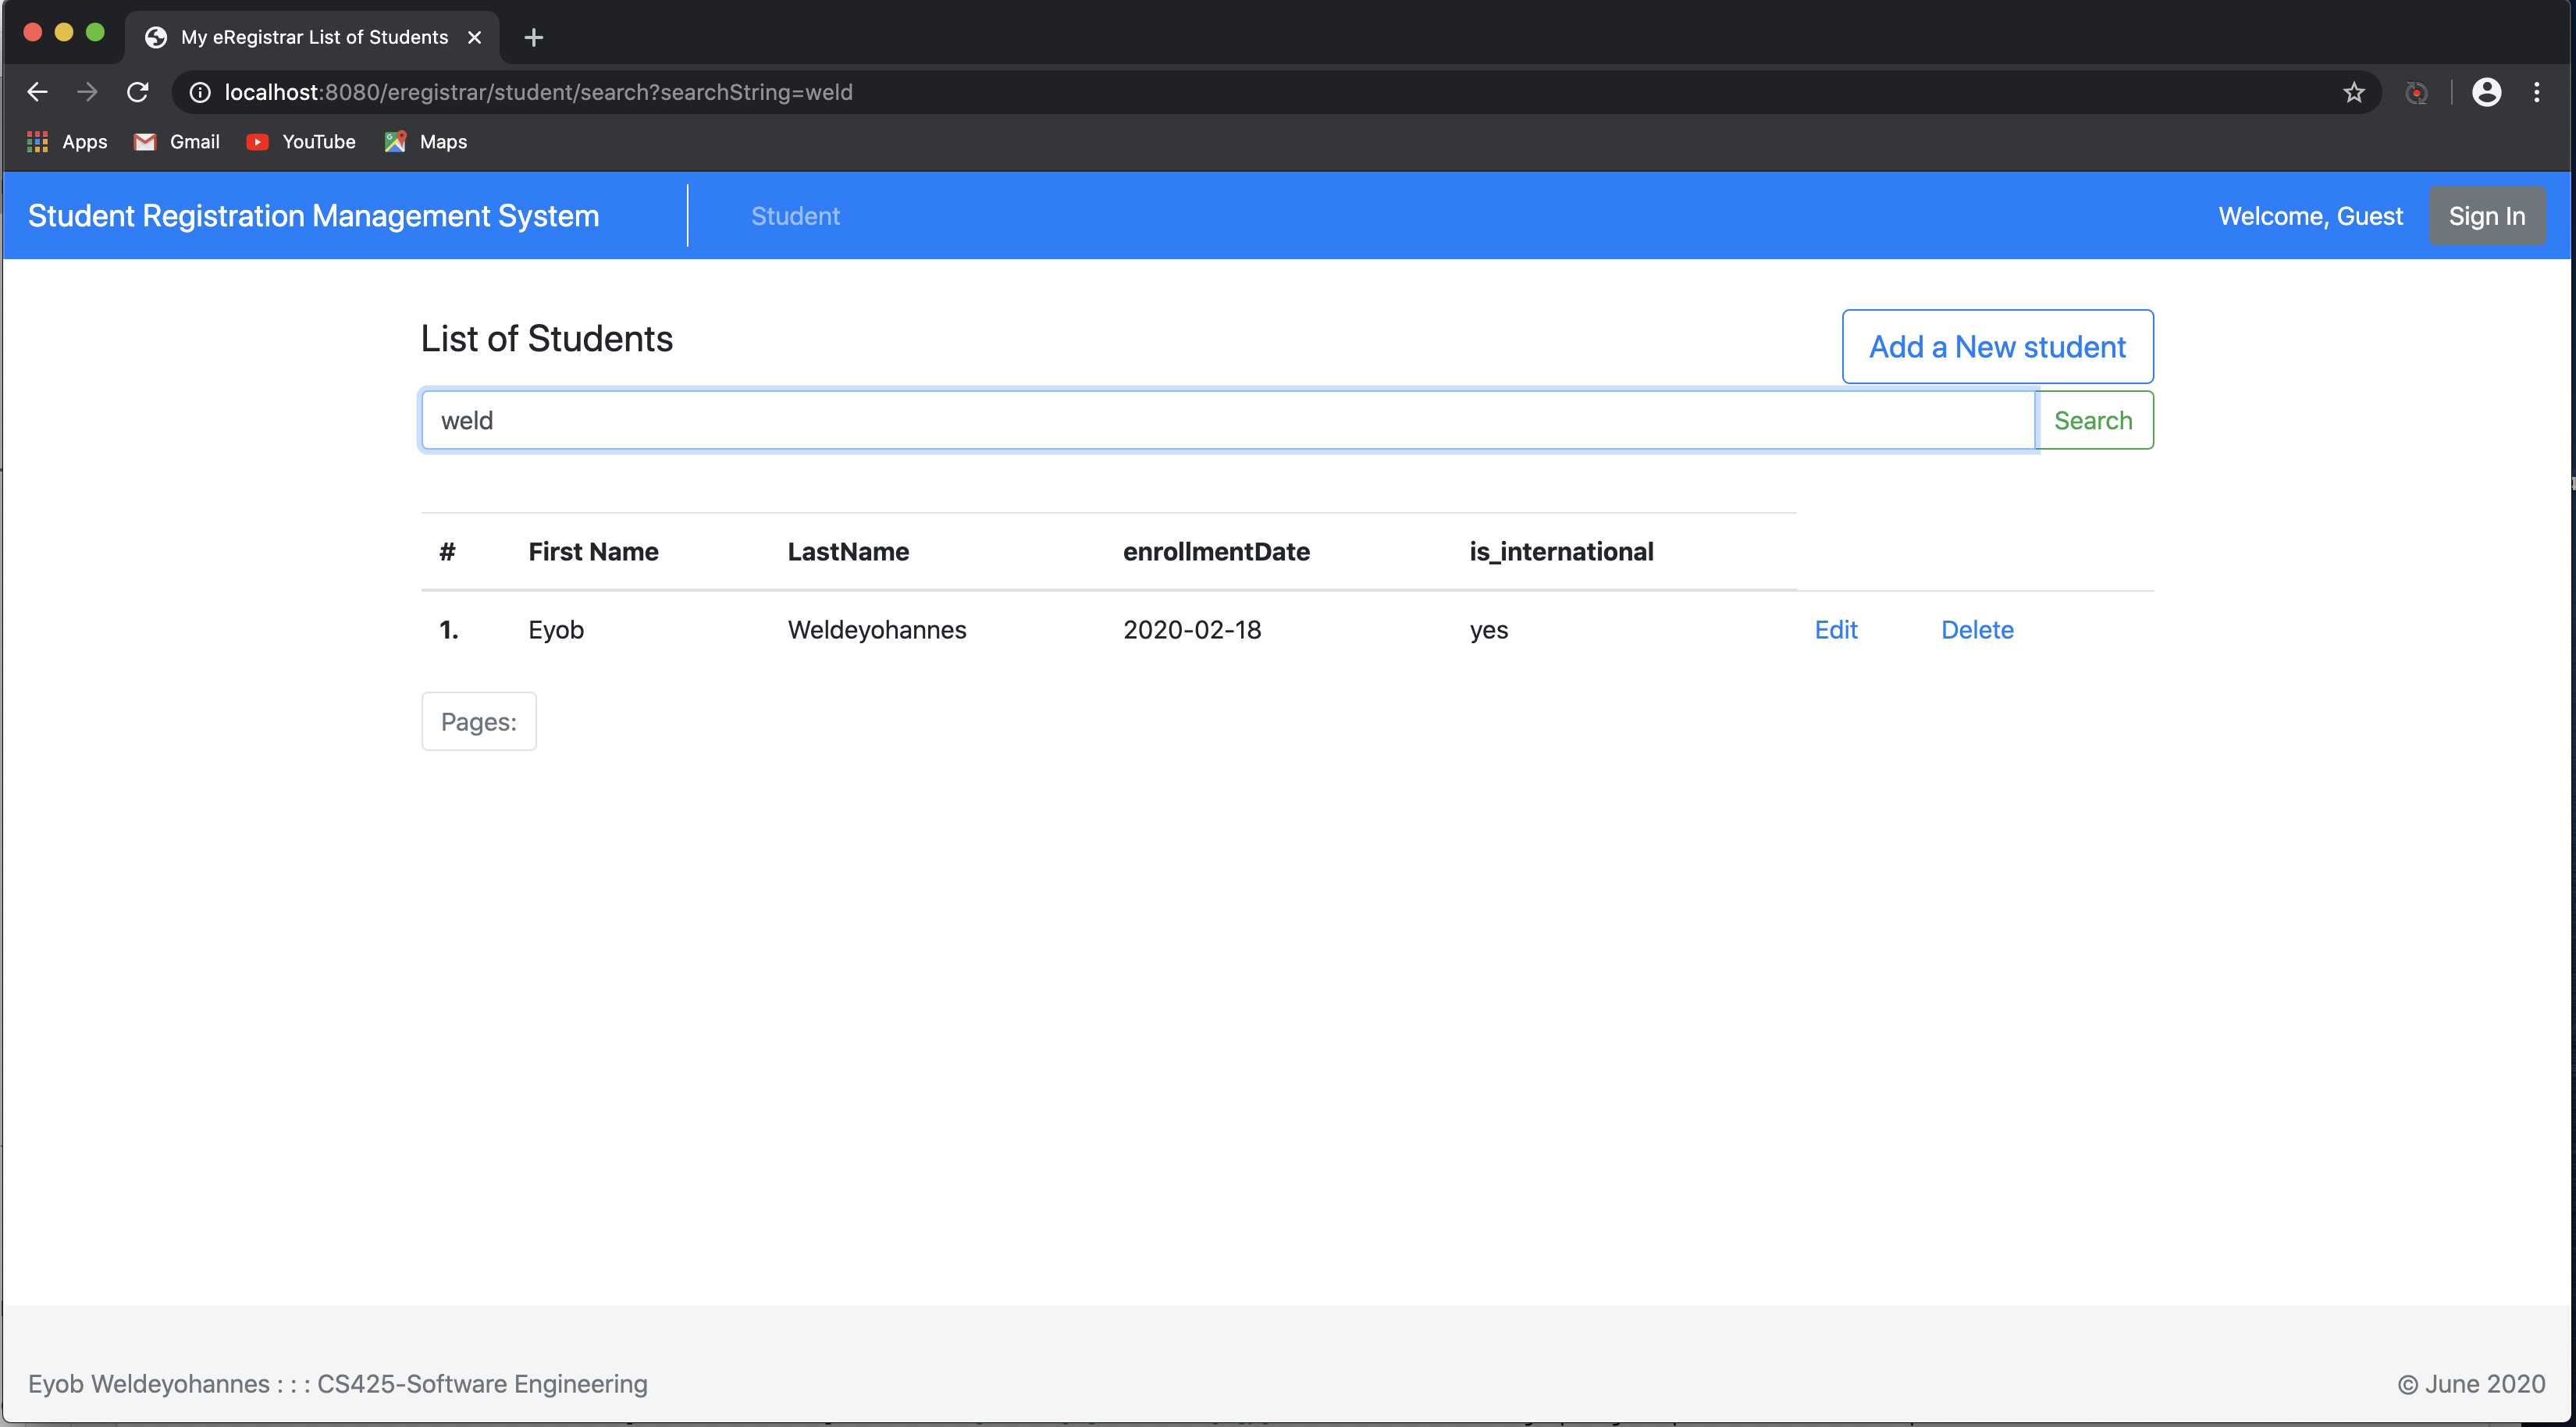 My eRegistrar List of Students
localhost:8080/eregistrar/student/search?searchString=weld
Apps Gmail YouTube Maps
Student Registration Management System Student Welcome, Guest Sign In
List of Students Add a New student
weld Search
# First Name LastName enrollmentDate is_international
1. Eyob Weldeyohannes 2020-02-18 yes Edit Delete
Pages:
Eyob Weldeyohannes : : : CS425-Software Engineering © June 2020